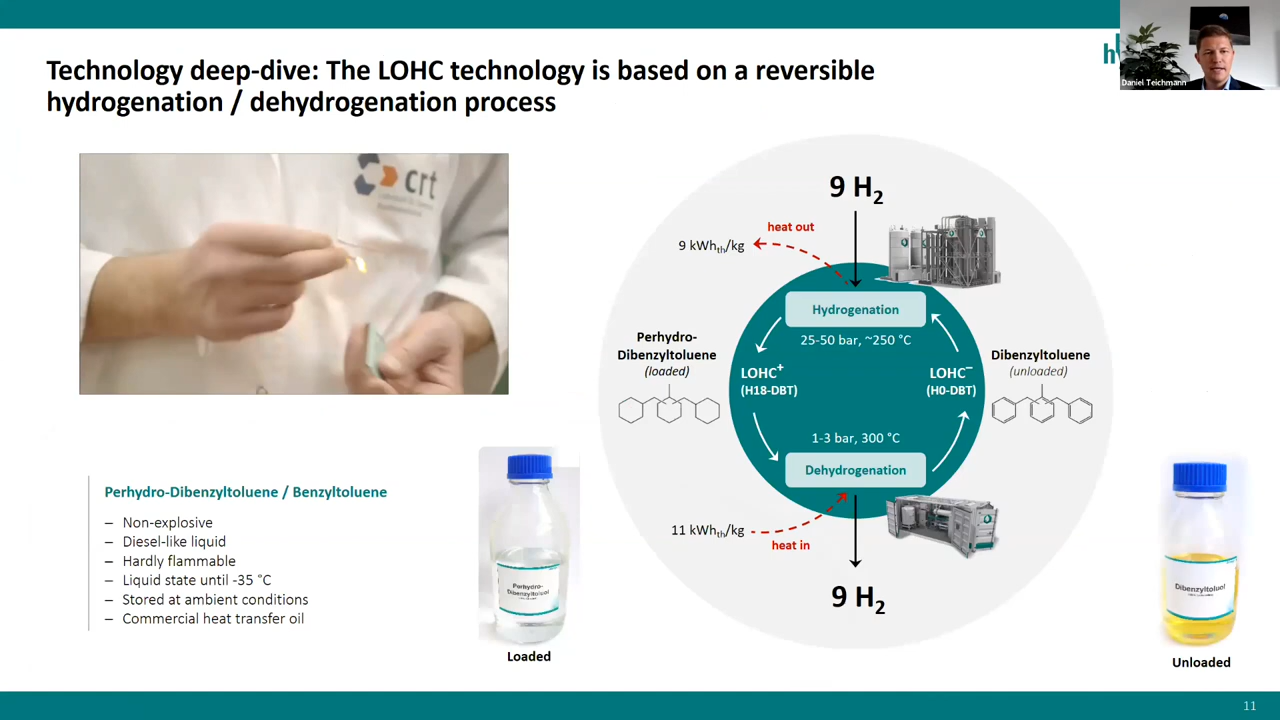 Technology deep-dive: The LOHC technology is based on a reversible
hydrogenation / dehydrogenation process
Daniel Teichmann
crt
9 H₂
heat out
9 kWhₜₕ/kg
Hydrogenation
25-50 bar, ~250 °C
Perhydro-
Dibenzyltoluene
(loaded)
LOHC⁺
(H18-DBT)
LOHC⁻
(H0-DBT)
Dibenzyltoluene
(unloaded)
1-3 bar, 300 °C
Dehydrogenation
11 kWhₜₕ/kg
heat in
9 H₂
Perhydro-Dibenzyltoluene / Benzyltoluene
– Non-explosive
– Diesel-like liquid
– Hardly flammable
– Liquid state until -35 °C
– Stored at ambient conditions
– Commercial heat transfer oil
Perhydro-
Dibenzyltoluol
Loaded
Dibenzyltoluol
Unloaded
11